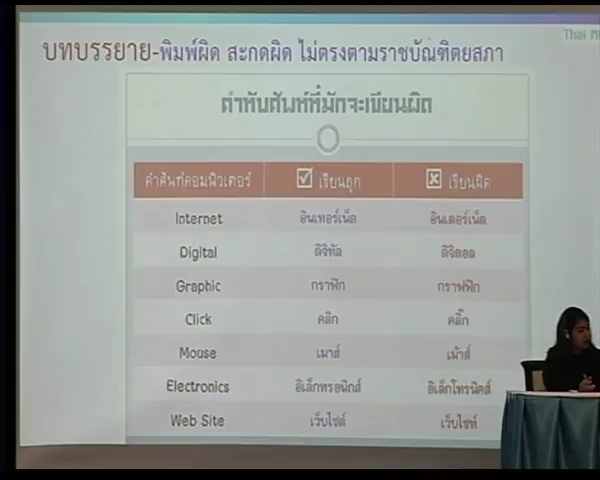 Thai M
บทบรรยาย-พิมพ์ผิด สะกดผิด ไม่ตรงตามราชบัณฑิตยสภา
คำทับศัพท์ที่มักจะเขียนผิด
คำศัพท์คอมพิวเตอร์ เขียนถูก เขียนผิด
Internet อินเทอร์เน็ต อินเตอร์เน็ต
Digital ดิจิทัล ดิจิตอล
Graphic กราฟิก กราฟฟิก
Click คลิก คลิ๊ก
Mouse เมาส์ เม้าส์
Electronics อิเล็กทรอนิกส์ อิเล็กโทรนิคส์
Web Site เว็บไซต์ เว็บไซท์